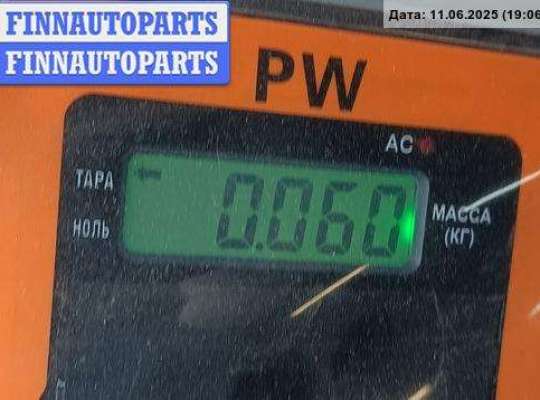 Дата: 11.06.2025 (19:06
FINNAUTOPARTS
FINNAUTOPARTS
PW
AC
ТАРА
НОЛЬ
0.060
МАССА
(КГ)